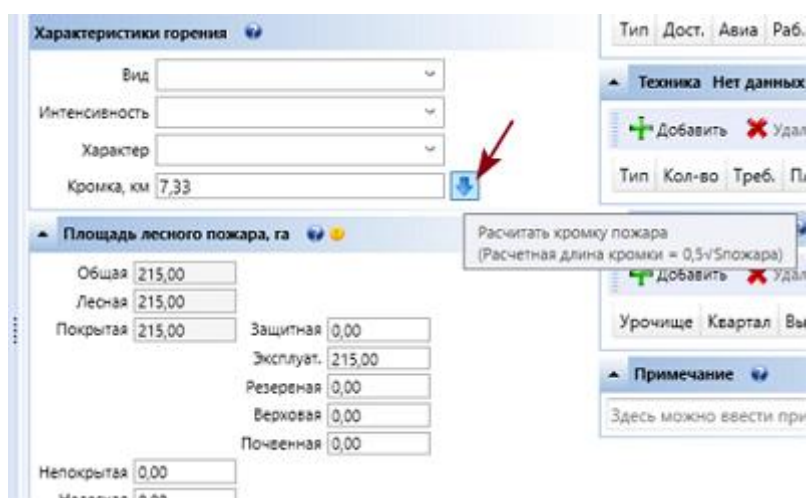 Характеристики горения
Вид
Интенсивность
Характер
Кромка, км 7,33
Площадь лесного пожара, га
Общая 215,00
Лесная 215,00
Покрытая 215,00 Защитная 0,00
Эксплуат. 215,00
Резервная 0,00
Верховая 0,00
Почвенная 0,00
Непокрытая 0,00
0,00
Тип Дост. Авиа Раб.
Техника Нет данных
Добавить Удал
Тип Кол-во Треб.
Расчитать кромку пожара
(Расчетная длина кромки = 0,5√Sпожара)
Добавить Удал
Урочище Квартал
Примечание
Здесь можно ввести при